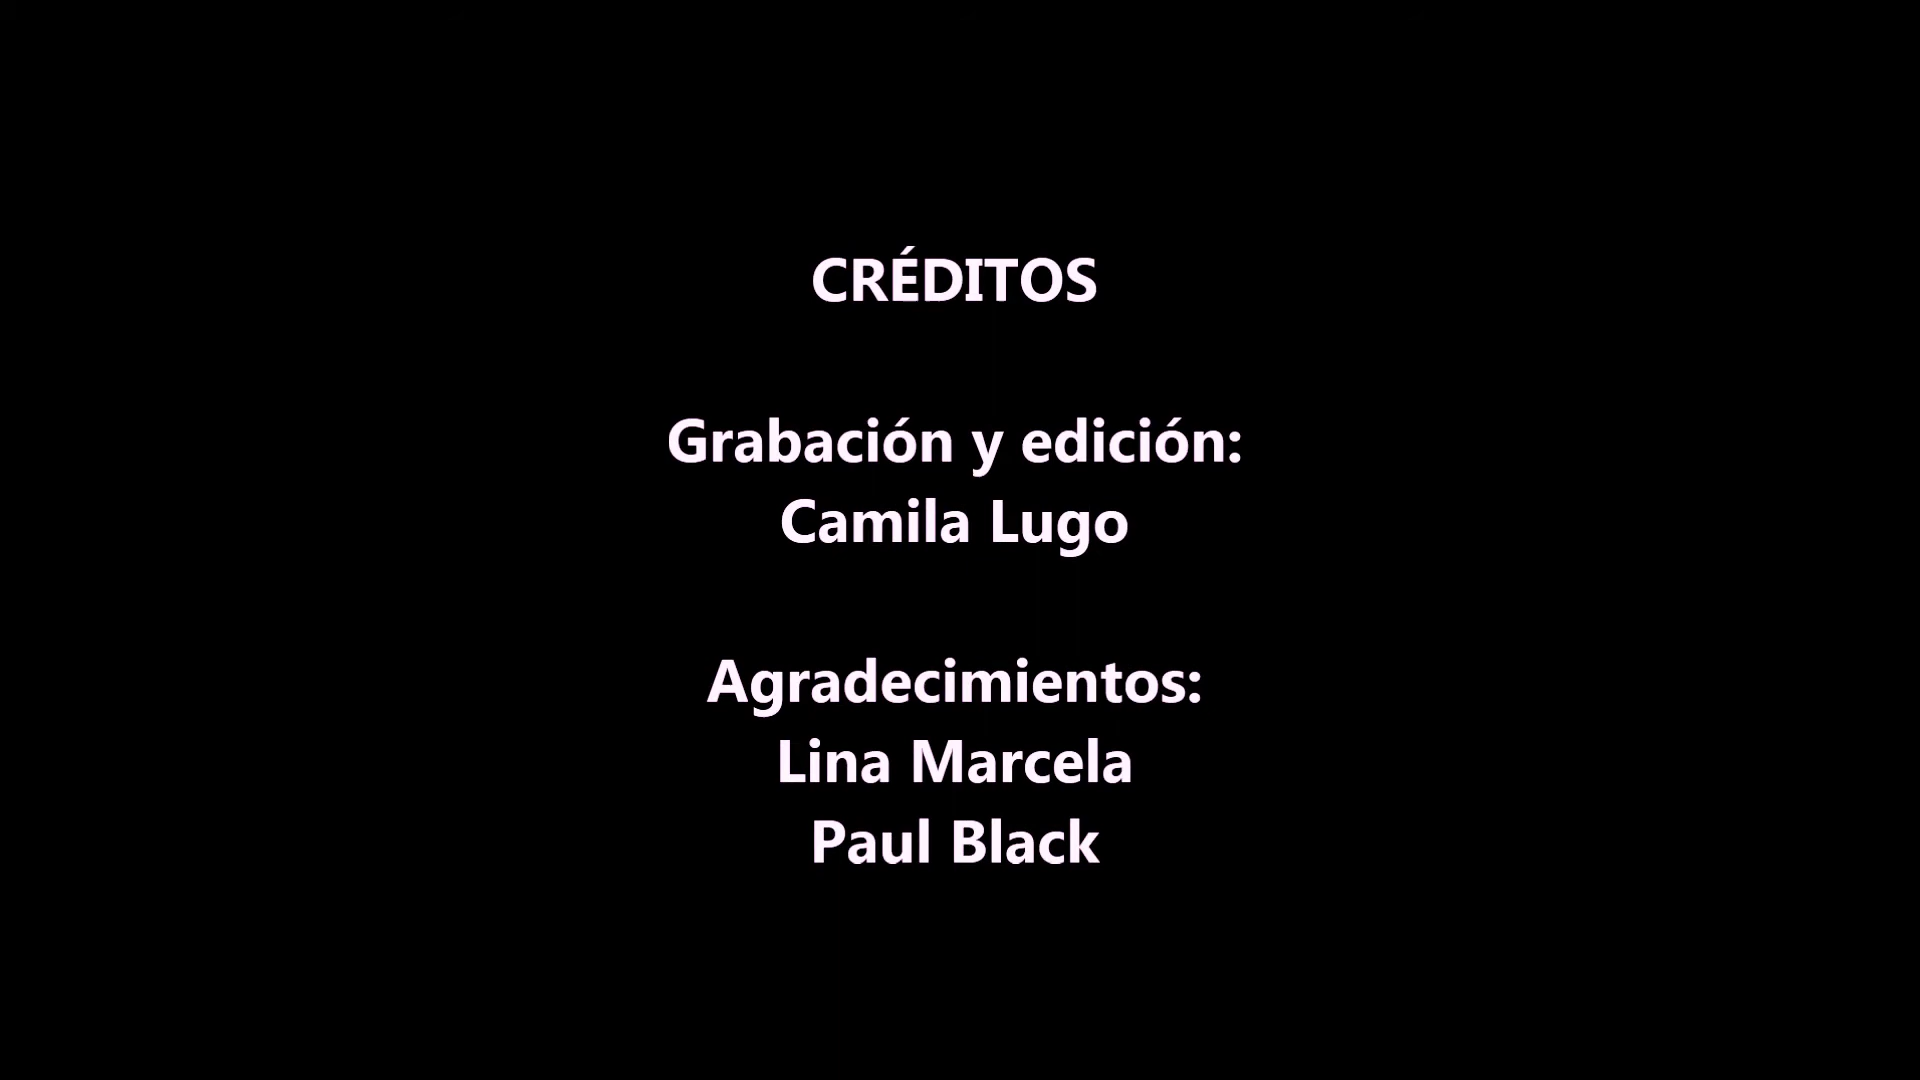 CRÉDITOS
Grabación y edición:
Camila Lugo
Agradecimientos:
Lina Marcela
Paul Black